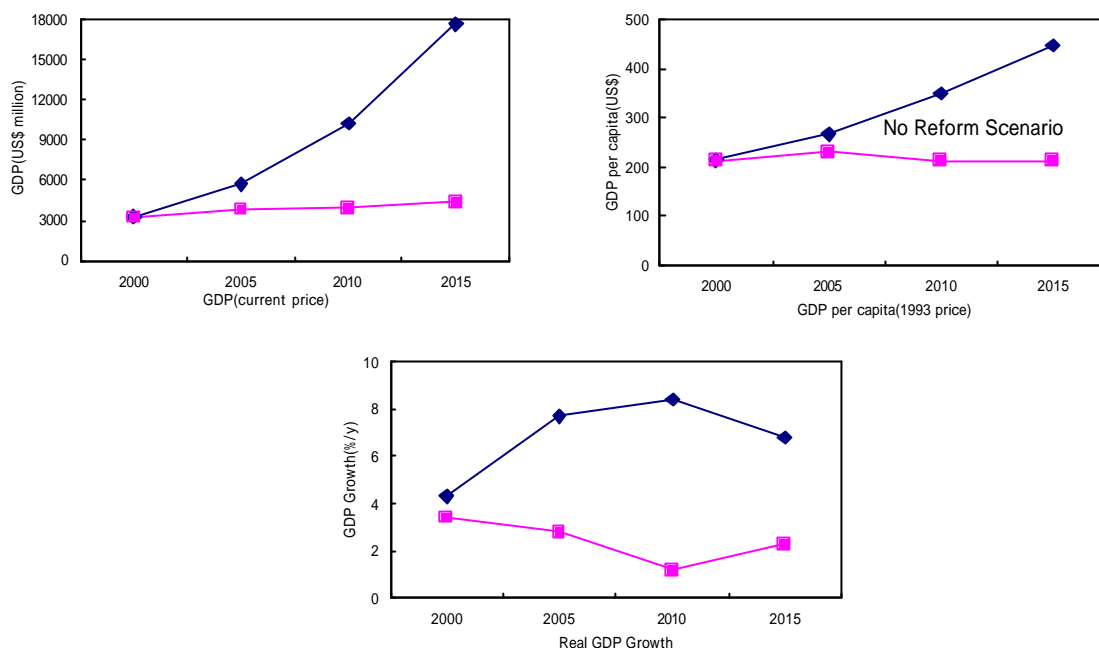 GDP(US$ million)
18000
15000
12000
9000
6000
3000
0
2000 2005 2010 2015
GDP(current price)
GDP per capita(US$)
500
400
300
200
100
0
No Reform Scenario
2000 2005 2010 2015
GDP per capita(1993 price)
GDP Growth(%/y)
10
8
6
4
2
0
2000 2005 2010 2015
Real GDP Growth